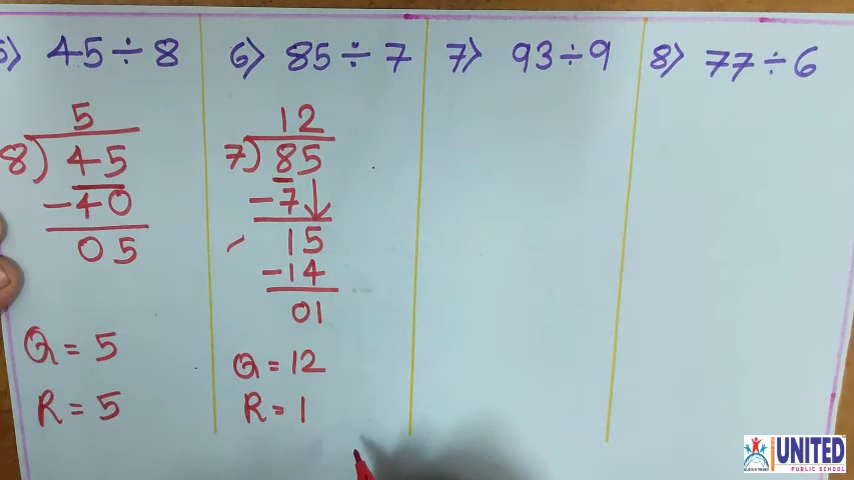 5) 45÷8
5
8) 45
-40
05
Q = 5
R = 5
6) 85÷7
12
7) 85
-7↓
15
-14
01
Q = 12
R = 1
7) 93÷9
8) 77÷6
UNITED
PUBLIC SCHOOL